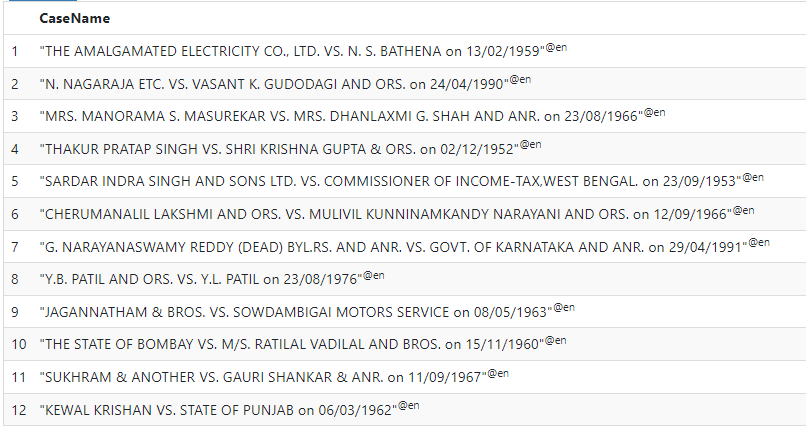 CaseName
1 "THE AMALGAMATED ELECTRICITY CO., LTD. VS. N. S. BATHENA on 13/02/1959"@en
2 "N. NAGARAJA ETC. VS. VASANT K. GUDODAGI AND ORS. on 24/04/1990"@en
3 "MRS. MANORAMA S. MASUREKAR VS. MRS. DHANLAXMI G. SHAH AND ANR. on 23/08/1966"@en
4 "THAKUR PRATAP SINGH VS. SHRI KRISHNA GUPTA & ORS. on 02/12/1952"@en
5 "SARDAR INDRA SINGH AND SONS LTD. VS. COMMISSIONER OF INCOME-TAX,WEST BENGAL. on 23/09/1953"@en
6 "CHERUMANALIL LAKSHMI AND ORS. VS. MULIVIL KUNNINAMKANDY NARAYANI AND ORS. on 12/09/1966"@en
7 "G. NARAYANASWAMY REDDY (DEAD) BYL.RS. AND ANR. VS. GOVT. OF KARNATAKA AND ANR. on 29/04/1991"@en
8 "Y.B. PATIL AND ORS. VS. Y.L. PATIL on 23/08/1976"@en
9 "JAGANNATHAM & BROS. VS. SOWDAMBIGAI MOTORS SERVICE on 08/05/1963"@en
10 "THE STATE OF BOMBAY VS. M/S. RATILAL VADILAL AND BROS. on 15/11/1960"@en
11 "SUKHRAM & ANOTHER VS. GAURI SHANKAR & ANR. on 11/09/1967"@en
12 "KEWAL KRISHAN VS. STATE OF PUNJAB on 06/03/1962"@en